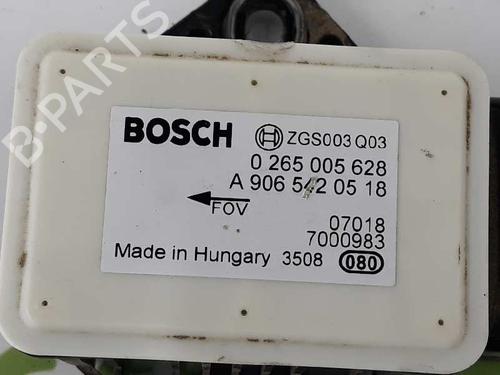 B-PARTS
BOSCH ZGS003 Q03
0 265 005 628
A 906 542 05 18
FOV
07018
7000983
Made in Hungary 3508 080